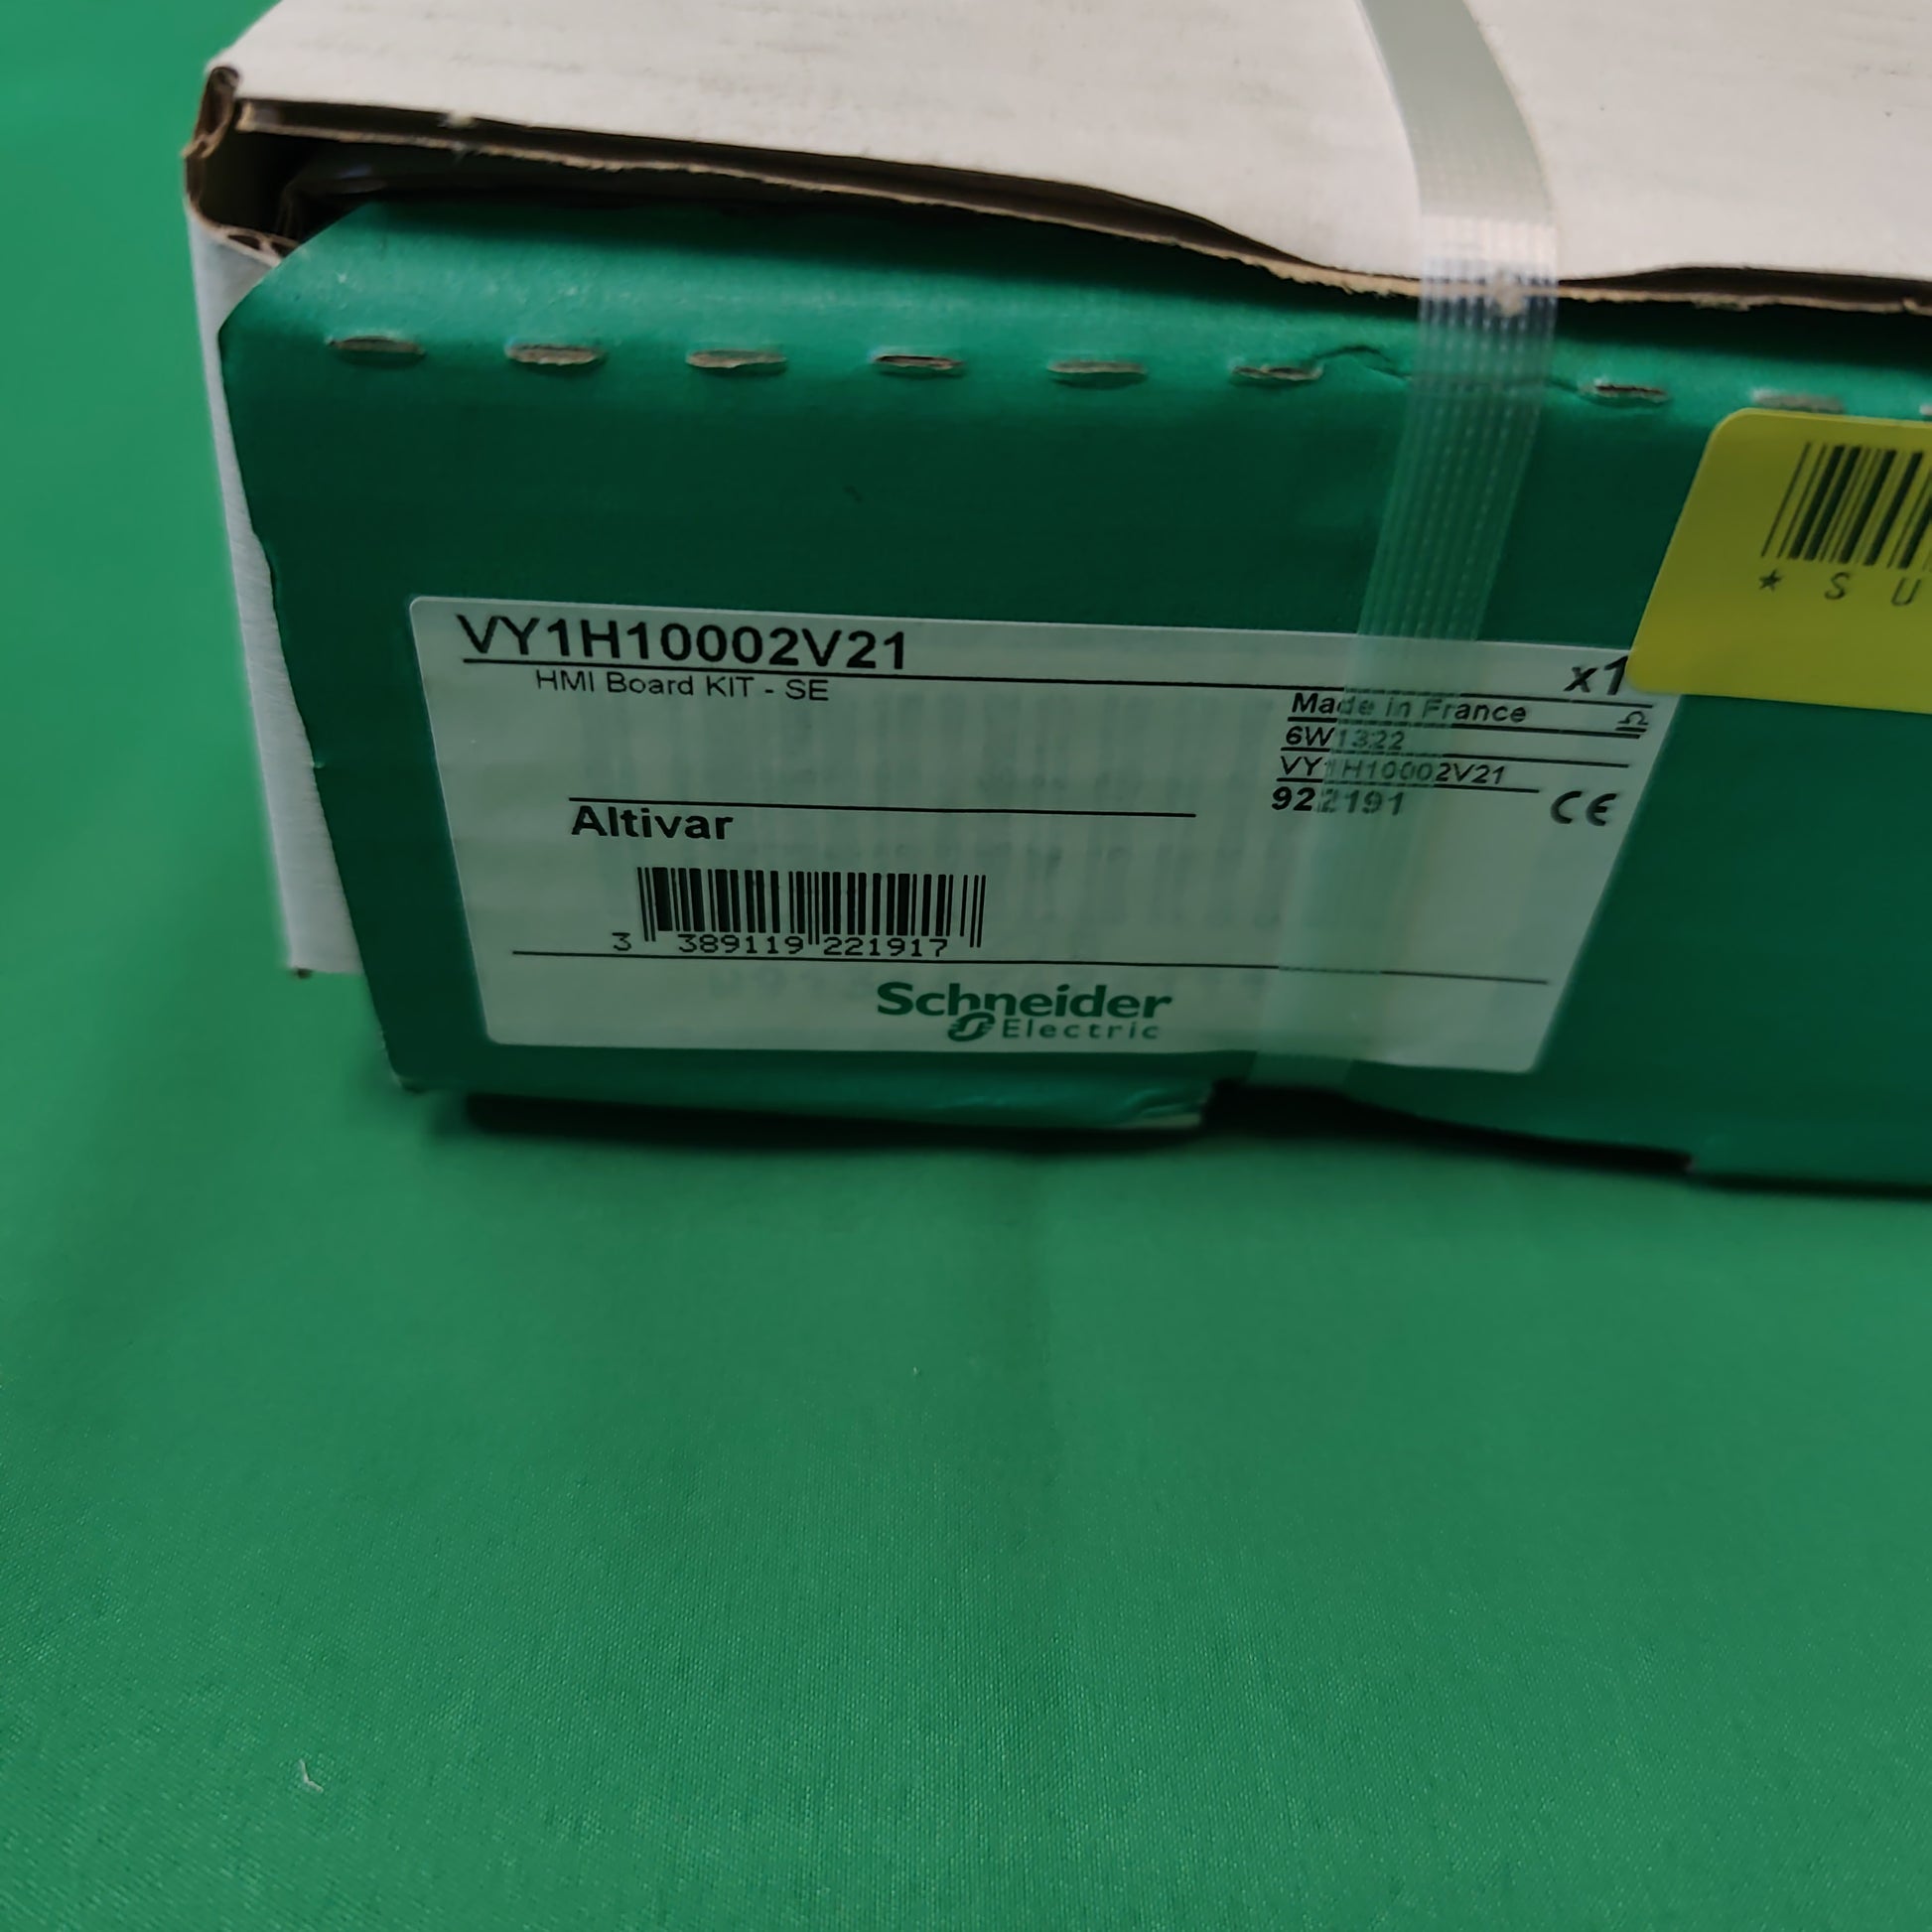 VY1H10002V21
x1
HMI Board KIT - SE
Made in France
6W1322
VY1H10002V21
922191
CE
Altivar
3 389119 221917
Schneider
Electric
* S U